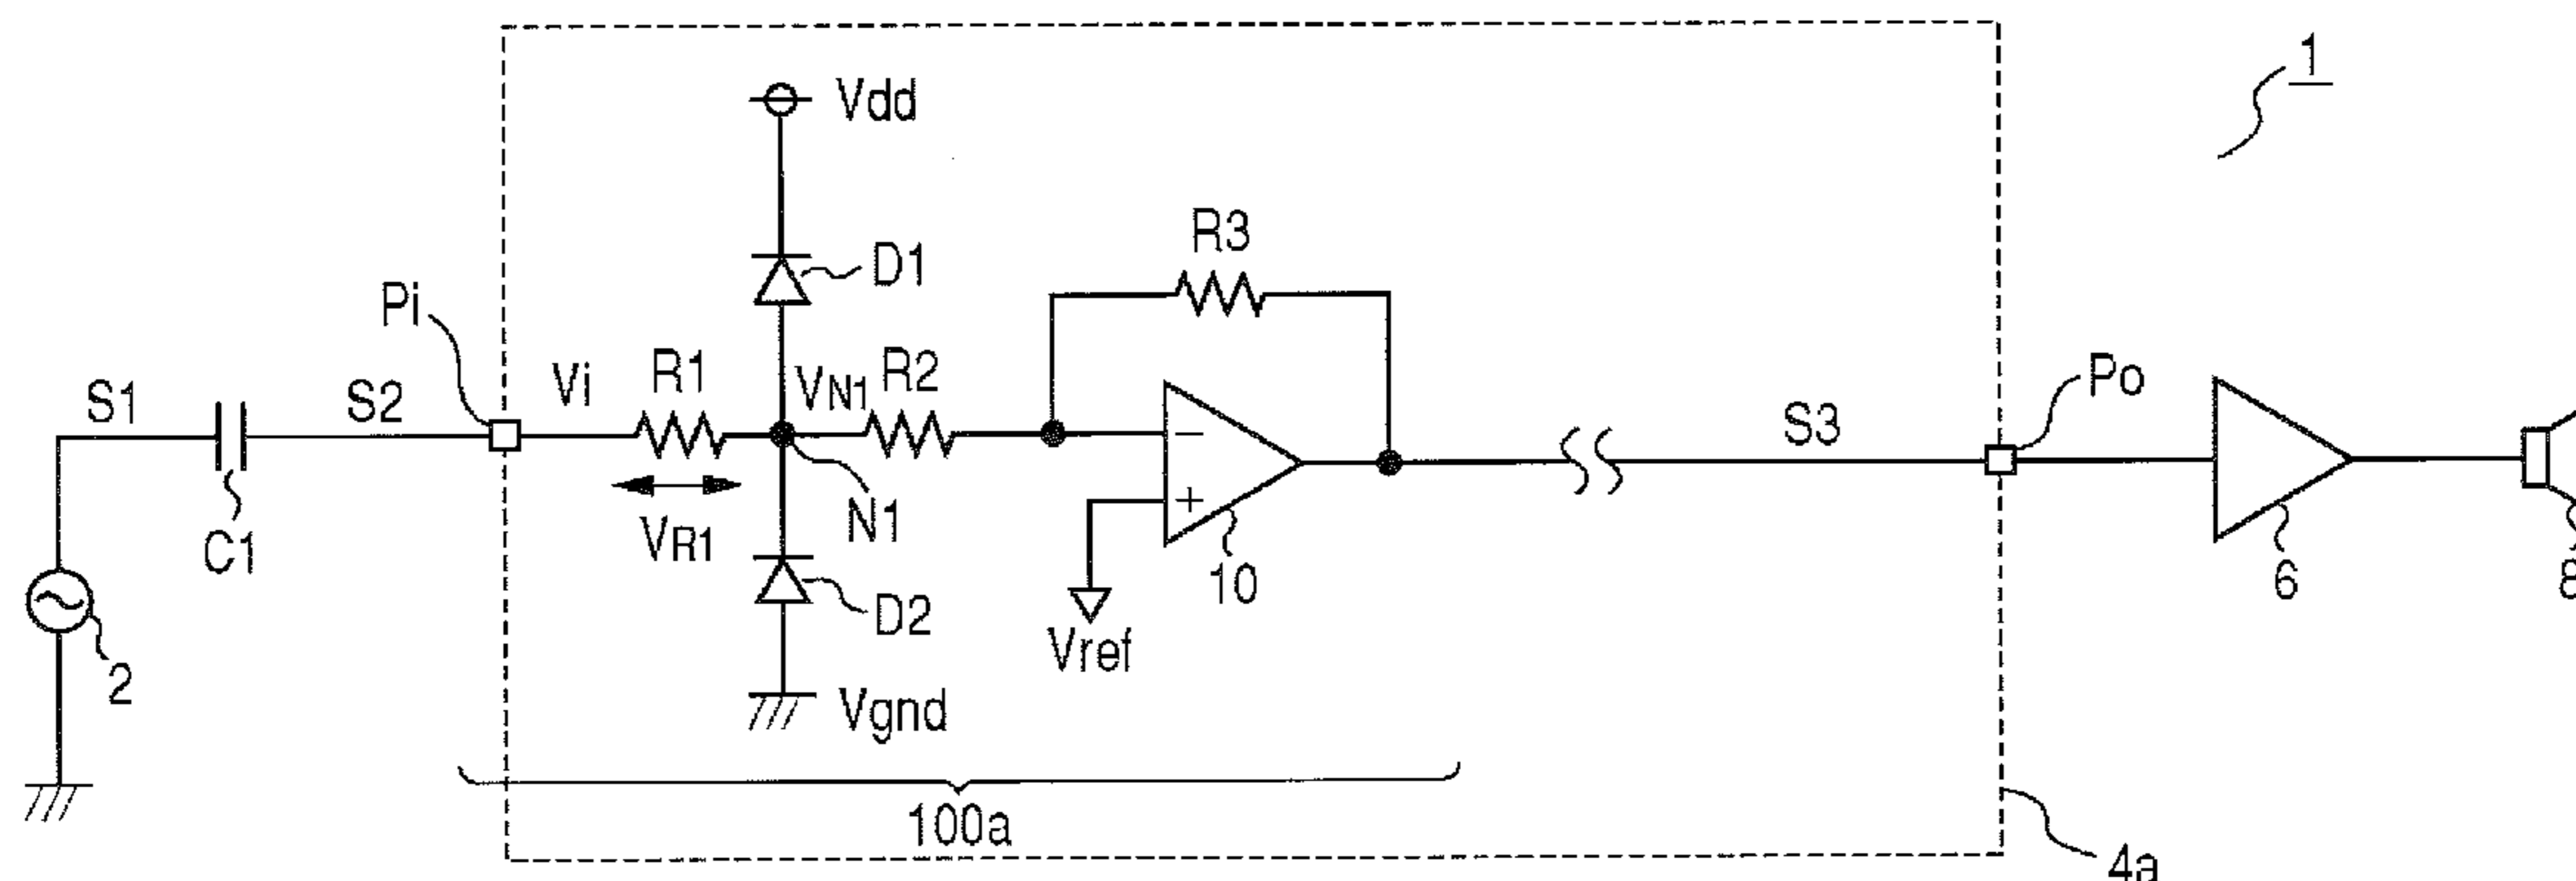 1
Vdd
R3
D1
Pi
Po
S1
S2
Vi
R1
VN1
R2
S3
−
+
C1
VR1
N1
10
6
8
D2
2
Vref
Vgnd
100a
4a